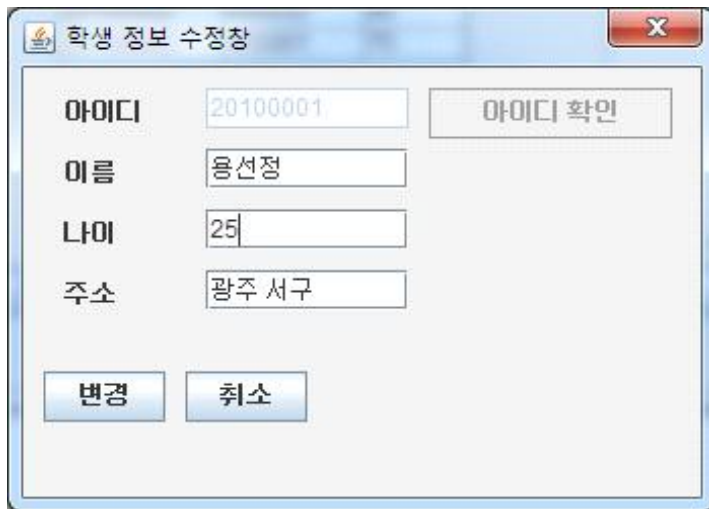 학생 정보 수정창
아이디 20100001 아이디 확인
이름 용선정
나이 25
주소 광주 서구
변경 취소